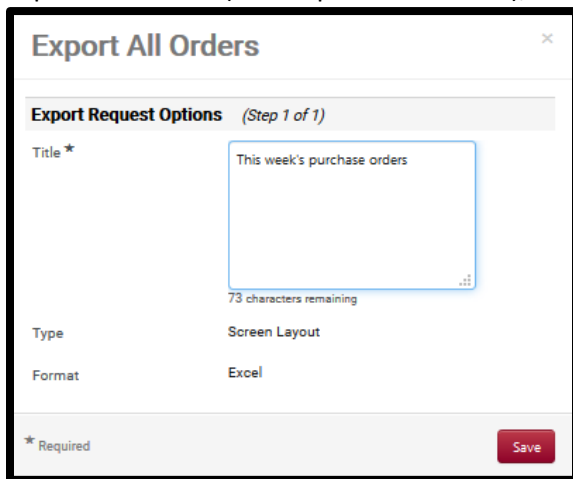 Export All Orders ×
Export Request Options (Step 1 of 1)
Title ★
This week's purchase orders
73 characters remaining
Type Screen Layout
Format Excel
★ Required Save